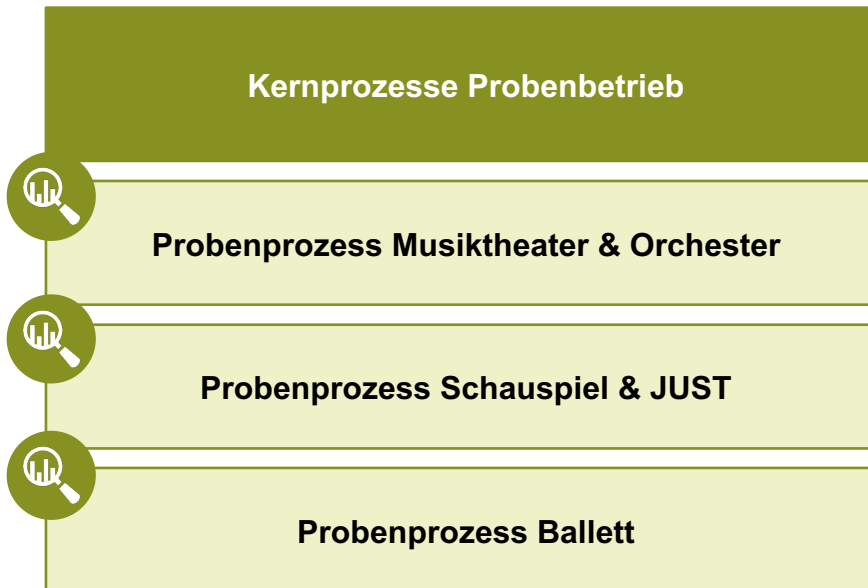 Kernprozesse Probenbetrieb
Probenprozess Musiktheater & Orchester
Probenprozess Schauspiel & JUST
Probenprozess Ballett